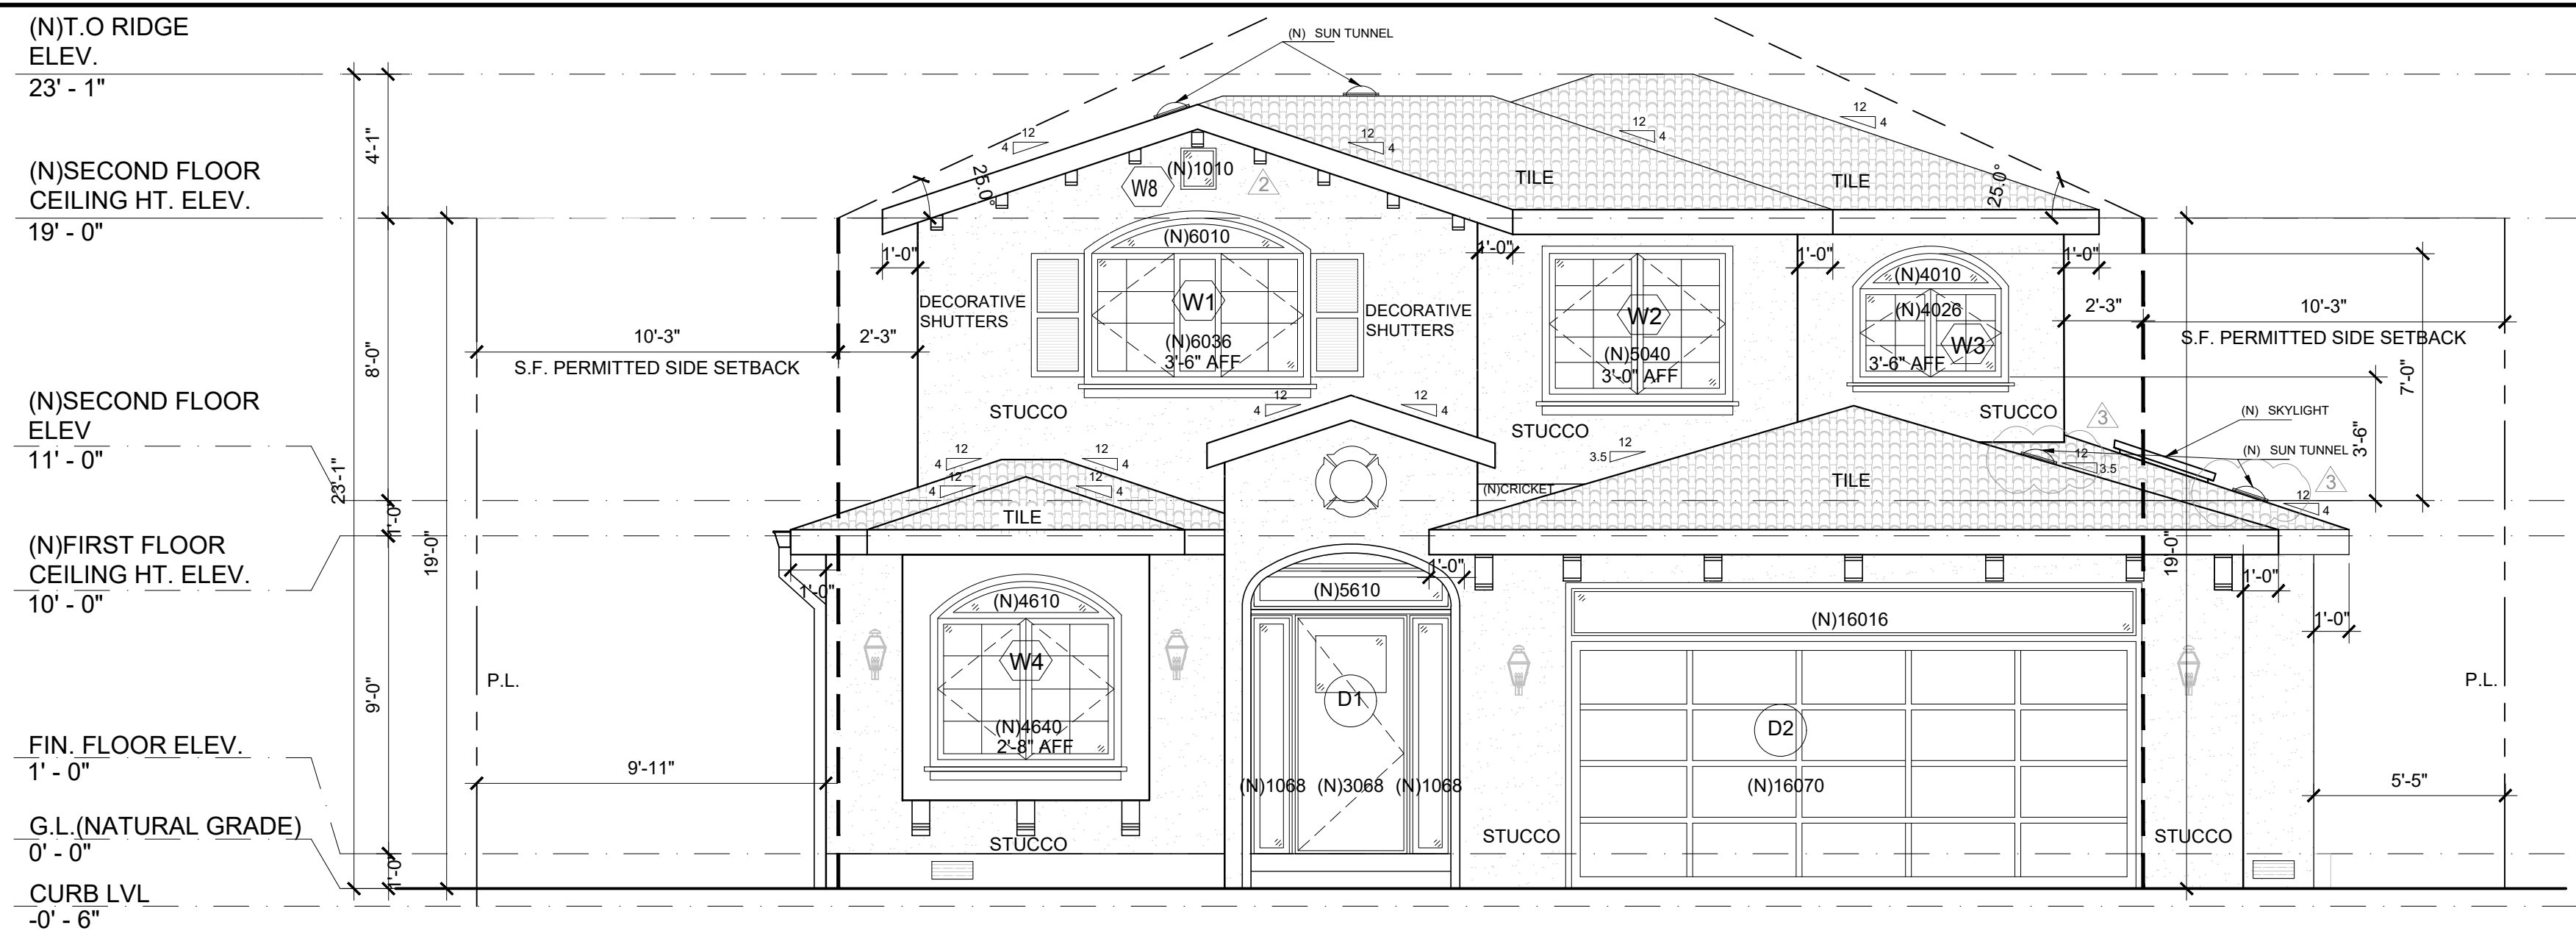 (N)T.O RIDGE
ELEV.
23' - 1"
(N)SECOND FLOOR
CEILING HT. ELEV.
19' - 0"
(N)SECOND FLOOR
ELEV
11' - 0"
(N)FIRST FLOOR
CEILING HT. ELEV.
10' - 0"
FIN. FLOOR ELEV.
1' - 0"
G.L.(NATURAL GRADE)
0' - 0"
CURB LVL
-0' - 6"
4'-1"
8'-0"
1'-0"
9'-0"
1'-0"
23'-1"
19'-0"
(N) SUN TUNNEL
12
4
12
4
12
4
12
4
25.0°
25.0°
W8
(N)1010
2
TILE
TILE
(N)6010
W1
(N)6036
3'-6" AFF
DECORATIVE
SHUTTERS
DECORATIVE
SHUTTERS
1'-0"
1'-0"
1'-0"
1'-0"
W2
(N)5040
3'-0" AFF
(N)4010
(N)4026
W3
3'-6" AFF
10'-3"
S.F. PERMITTED SIDE SETBACK
2'-3"
2'-3"
10'-3"
S.F. PERMITTED SIDE SETBACK
7'-0"
3'-6"
STUCCO
STUCCO
STUCCO
12
4
12
4
12
4
12
4
12
4
12
4
12
3.5
3
(N) SKYLIGHT
(N) SUN TUNNEL
12
3.5
3
12
4
(N)CRICKET
TILE
TILE
1'-0"
1'-0"
1'-0"
1'-0"
19'-0"
(N)4610
W4
(N)4640
2'-8" AFF
(N)5610
D1
(N)1068
(N)3068
(N)1068
(N)16016
D2
(N)16070
P.L.
P.L.
9'-11"
5'-5"
STUCCO
STUCCO
STUCCO